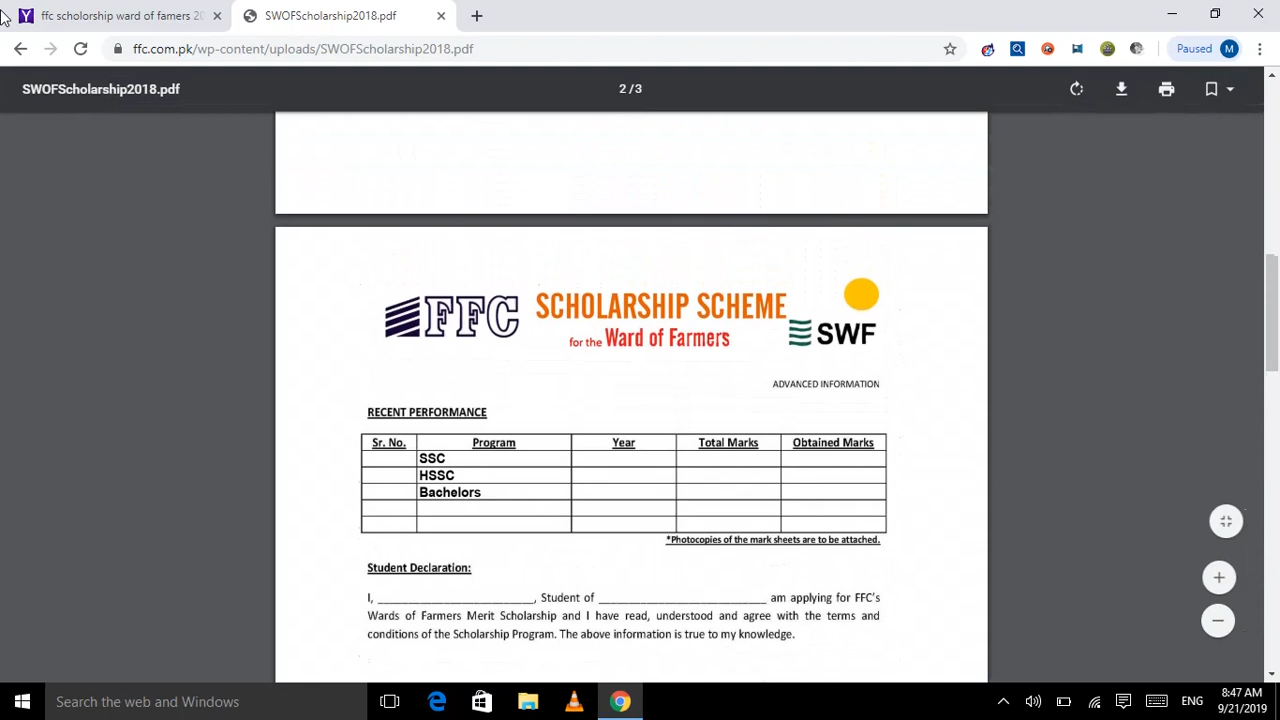 ffc scholorship ward of famers 20
SWOFScholarship2018.pdf
ffc.com.pk/wp-content/uploads/SWOFScholarship2018.pdf
Paused M
SWOFScholarship2018.pdf
2 / 3
FFC
SCHOLARSHIP SCHEME
for the Ward of Farmers
SWF
ADVANCED INFORMATION
RECENT PERFORMANCE
Sr. No. Program Year Total Marks Obtained Marks
SSC
HSSC
Bachelors
*Photocopies of the mark sheets are to be attached.
Student Declaration:
I, __________________________, Student of ____________________________ am applying for FFC's
Wards of Farmers Merit Scholarship and I have read, understood and agree with the terms and
conditions of the Scholarship Program. The above information is true to my knowledge.
Search the web and Windows
ENG
8:47 AM
9/21/2019